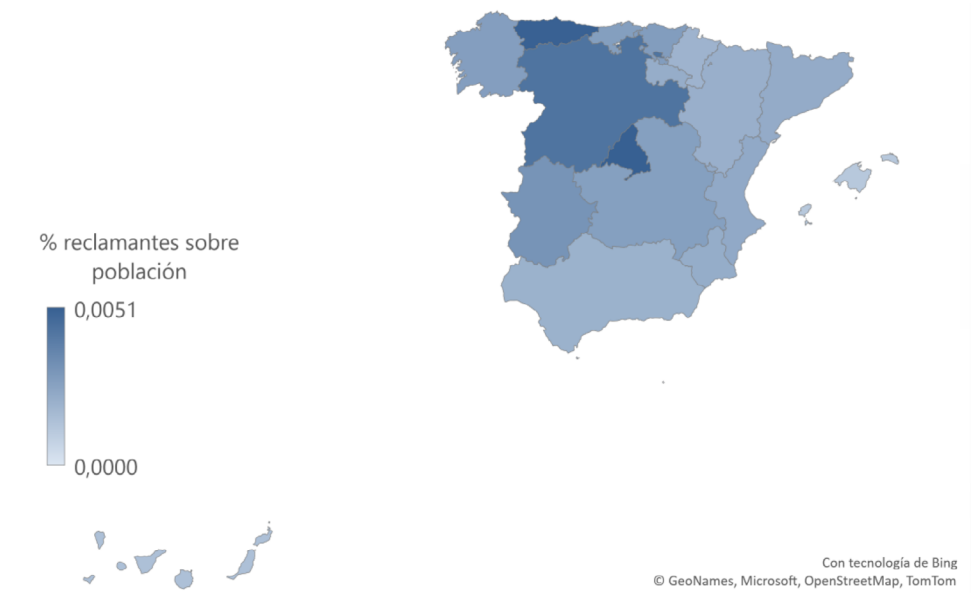 % reclamantes sobre
población
0,0051
0,0000
Con tecnología de Bing
© GeoNames, Microsoft, OpenStreetMap, TomTom